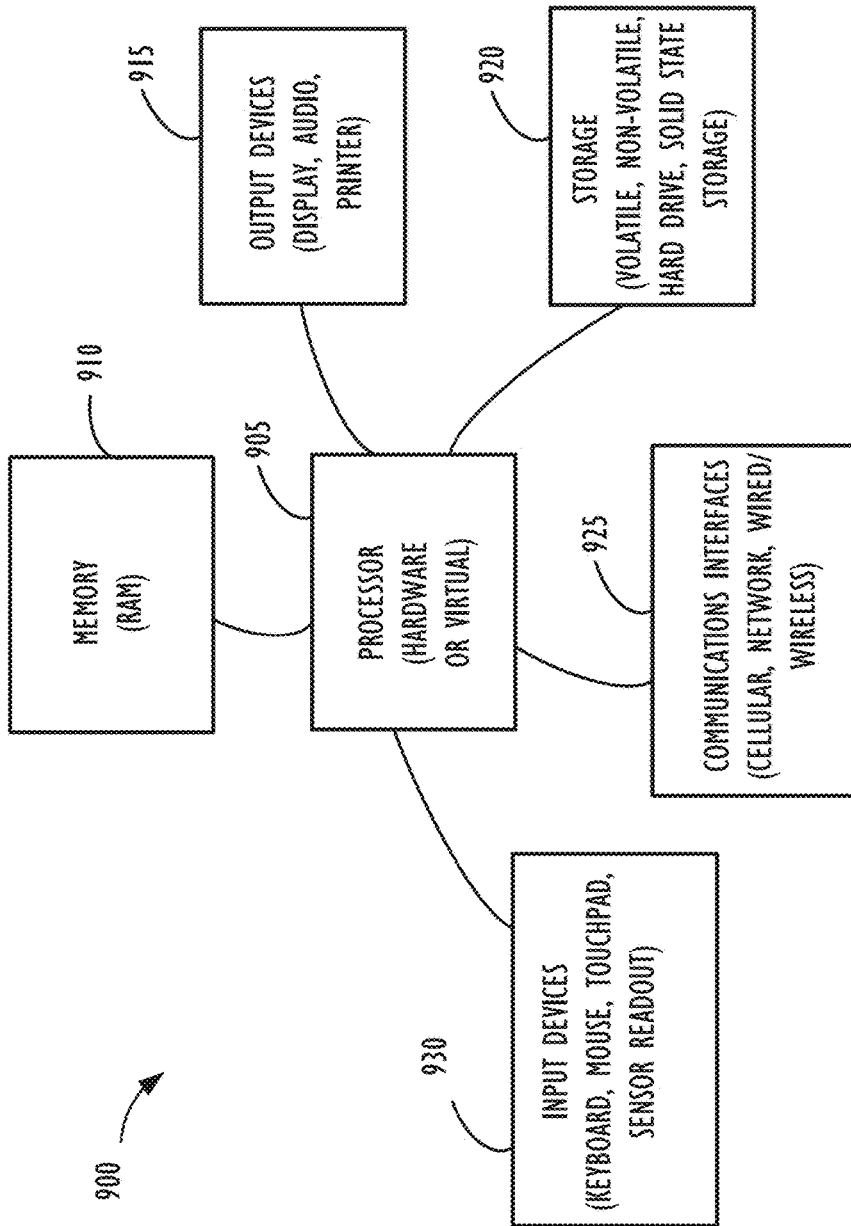 900
930
INPUT DEVICES
(KEYBOARD, MOUSE, TOUCHPAD,
SENSOR READOUT)
MEMORY
(RAM)
910
905
PROCESSOR
(HARDWARE
OR VIRTUAL)
925
COMMUNICATIONS INTERFACES
(CELLULAR, NETWORK, WIRED/
WIRELESS)
915
OUTPUT DEVICES
(DISPLAY, AUDIO,
PRINTER)
920
STORAGE
(VOLATILE, NON-VOLATILE,
HARD DRIVE, SOLID STATE
STORAGE)